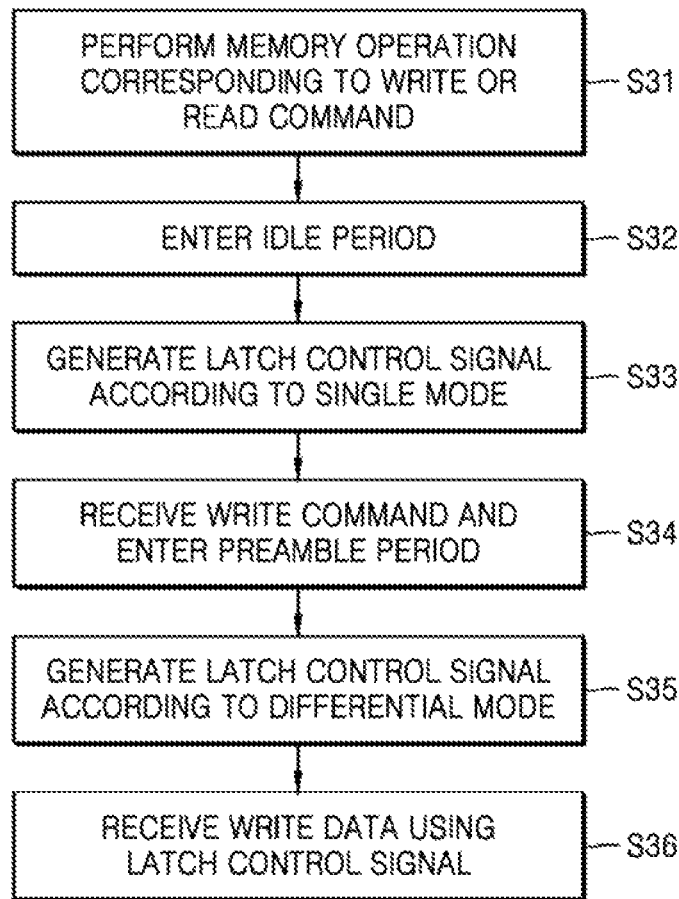 PERFORM MEMORY OPERATION
CORRESPONDING TO WRITE OR
READ COMMAND
S31
ENTER IDLE PERIOD
S32
GENERATE LATCH CONTROL SIGNAL
ACCORDING TO SINGLE MODE
S33
RECEIVE WRITE COMMAND AND
ENTER PREAMBLE PERIOD
S34
GENERATE LATCH CONTROL SIGNAL
ACCORDING TO DIFFERENTIAL MODE
S35
RECEIVE WRITE DATA USING
LATCH CONTROL SIGNAL
S36